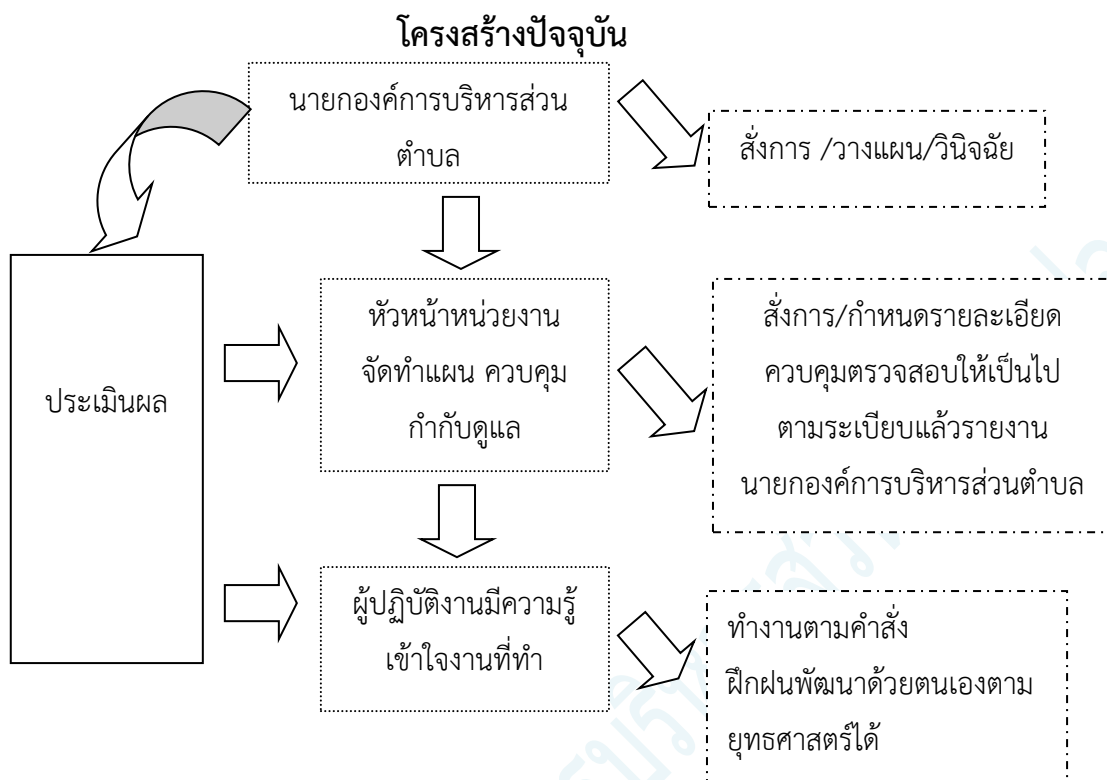 โครงสร้างปัจจุบัน
นายกองค์การบริหารส่วน
ตำบล
สั่งการ /วางแผน/วินิจฉัย
ประเมินผล
หัวหน้าหน่วยงาน
จัดทำแผน ควบคุม
กำกับดูแล
สั่งการ/กำหนดรายละเอียด
ควบคุมตรวจสอบให้เป็นไป
ตามระเบียบแล้วรายงาน
นายกองค์การบริหารส่วนตำบล
ผู้ปฏิบัติงานมีความรู้
เข้าใจงานที่ทำ
ทำงานตามคำสั่ง
ฝึกฝนพัฒนาด้วยตนเองตาม
ยุทธศาสตร์ได้